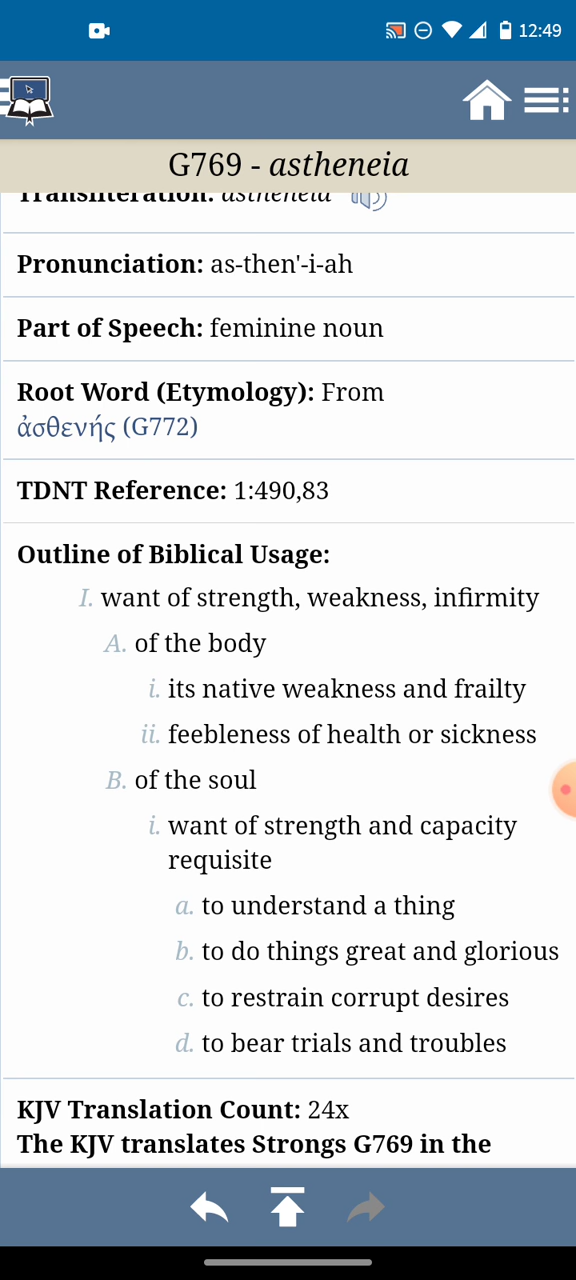 12:49
G769 - astheneia
Transliteration: astheneia
Pronunciation: as-then'-i-ah
Part of Speech: feminine noun
Root Word (Etymology): From
ἀσθενής (G772)
TDNT Reference: 1:490,83
Outline of Biblical Usage:
I. want of strength, weakness, infirmity
A. of the body
i. its native weakness and frailty
ii. feebleness of health or sickness
B. of the soul
i. want of strength and capacity
requisite
a. to understand a thing
b. to do things great and glorious
c. to restrain corrupt desires
d. to bear trials and troubles
KJV Translation Count: 24x
The KJV translates Strongs G769 in the